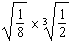 √(1/8) x ∛(1/2)